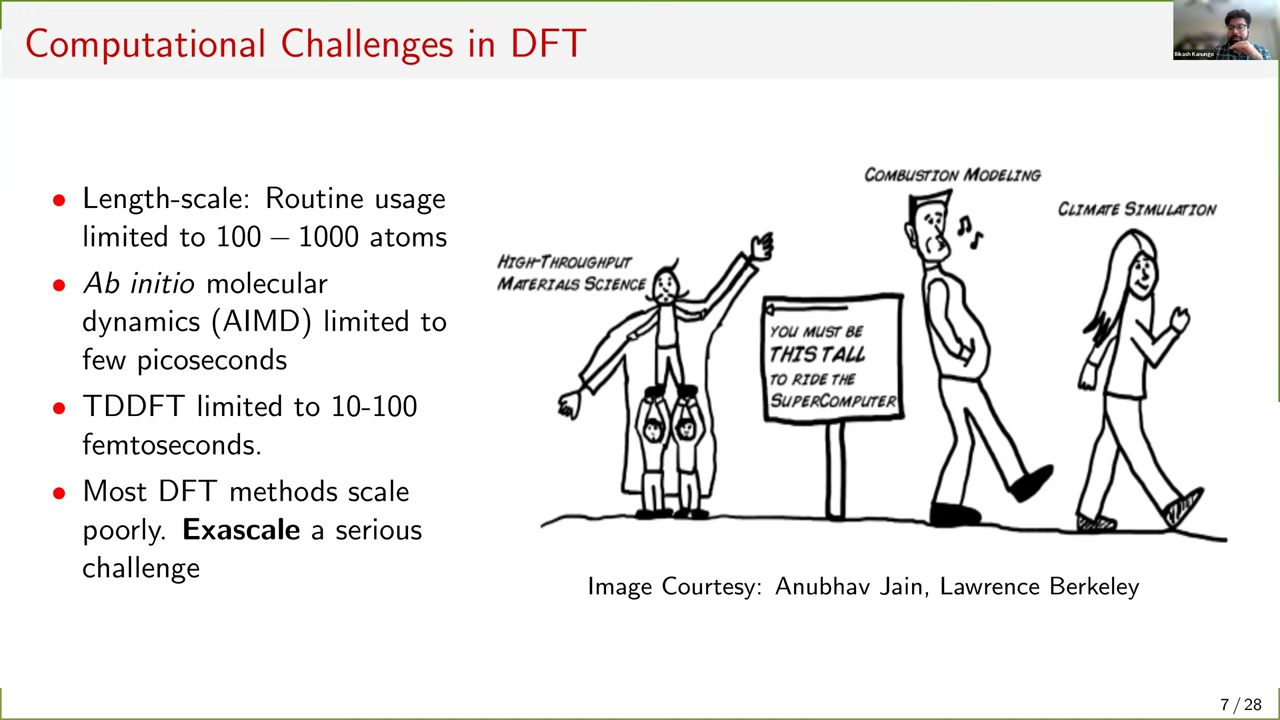 Computational Challenges in DFT
Bikash Kanungo
• Length-scale: Routine usage
limited to 100 – 1000 atoms
• Ab initio molecular
dynamics (AIMD) limited to
few picoseconds
• TDDFT limited to 10-100
femtoseconds.
• Most DFT methods scale
poorly. Exascale a serious
challenge
HIGH-THROUGHPUT
MATERIALS SCIENCE
YOU MUST BE
THIS TALL
TO RIDE THE
SUPERCOMPUTER
COMBUSTION MODELING
CLIMATE SIMULATION
Image Courtesy: Anubhav Jain, Lawrence Berkeley
7 / 28